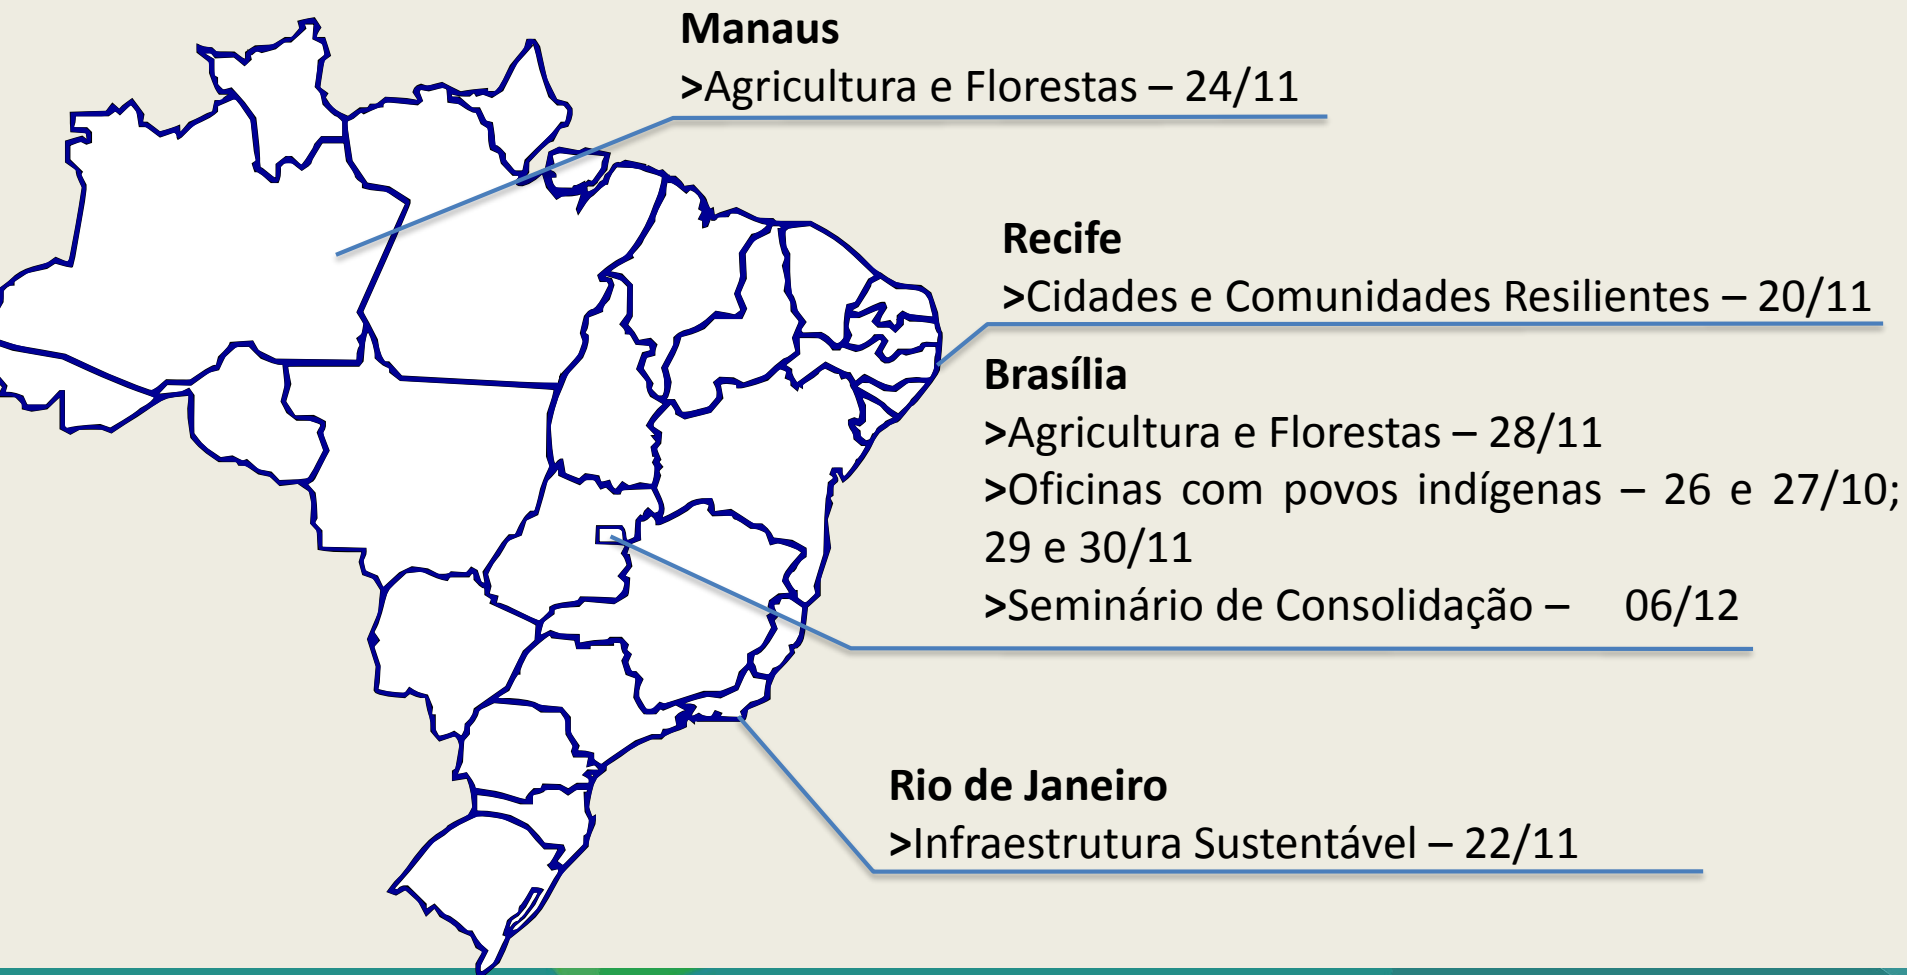 Manaus
>Agricultura e Florestas – 24/11
Recife
>Cidades e Comunidades Resilientes – 20/11
Brasília
>Agricultura e Florestas – 28/11
>Oficinas com povos indígenas – 26 e 27/10;
29 e 30/11
>Seminário de Consolidação – 06/12
Rio de Janeiro
>Infraestrutura Sustentável – 22/11